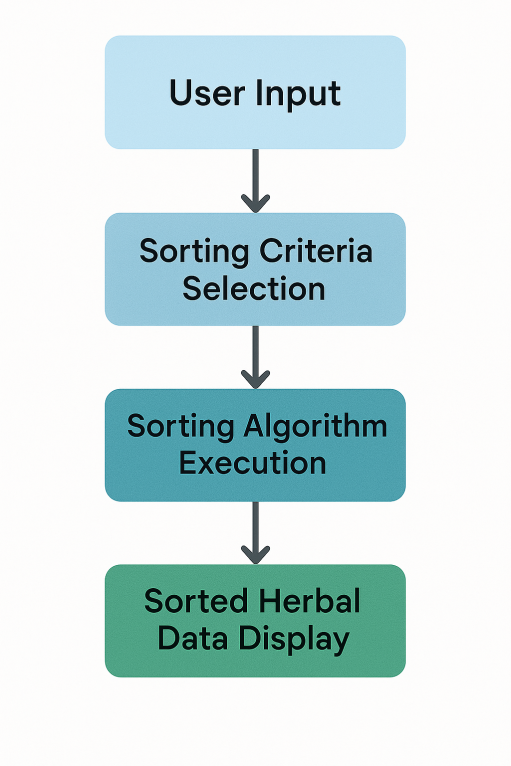 User Input
Sorting Criteria
Selection
Sorting Algorithm
Execution
Sorted Herbal
Data Display